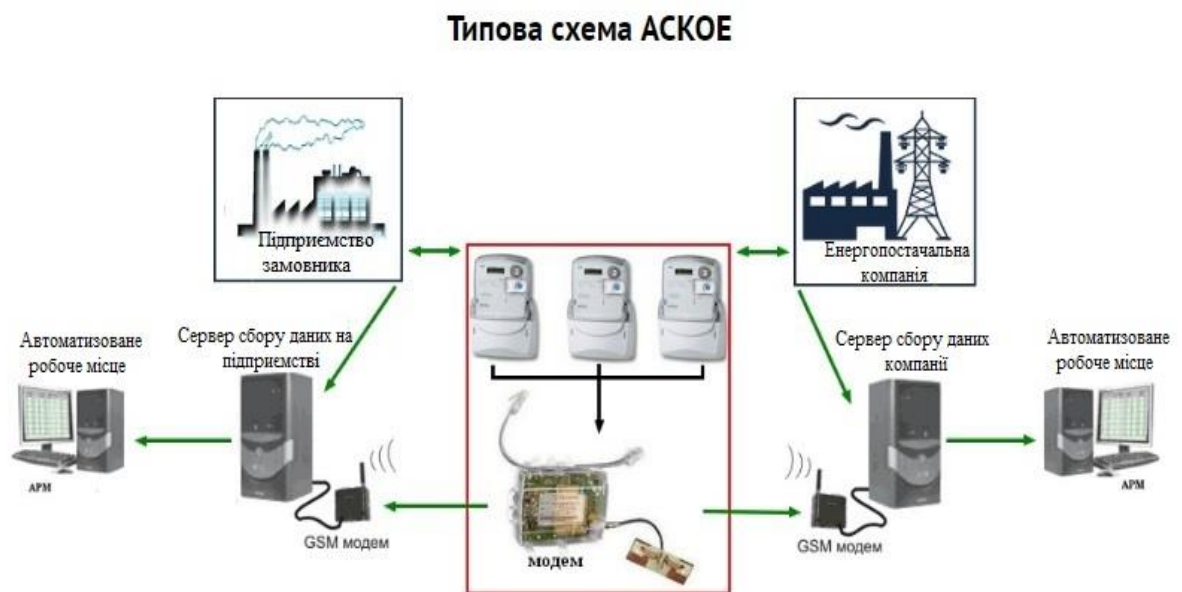 Типова схема АСКОЕ
Підприємство
замовника
Енергопостачальна
компанія
Автоматизоване
робоче місце
Сервер сбору даних на
підприємстві
Сервер сбору даних
компанії
Автоматизоване
робоче місце
АРМ
GSM модем
модем
GSM модем
АРМ